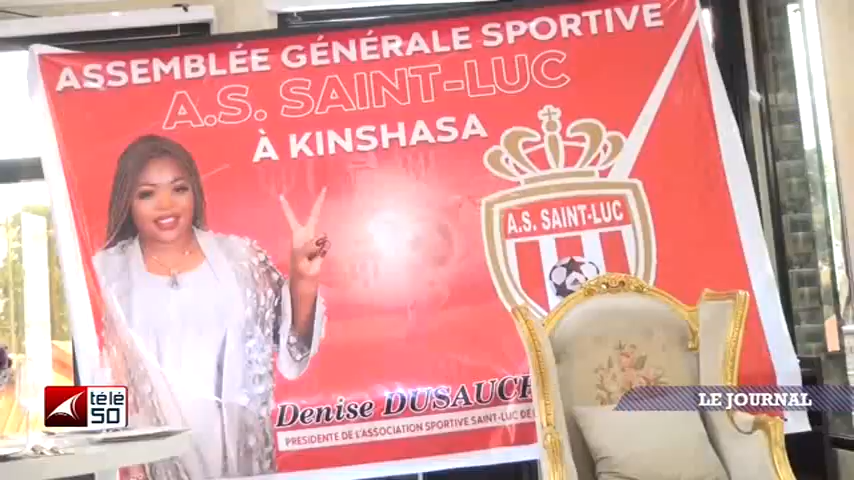 ASSEMBLÉE GÉNÉRALE SPORTIVE
A.S. SAINT-LUC
À KINSHASA
A.S. SAINT-LUC
Denise
PRESIDENTE DE L'ASSOCIATION SPORTIVE SAINT-LUC DE
télé
50
LE JOURNAL